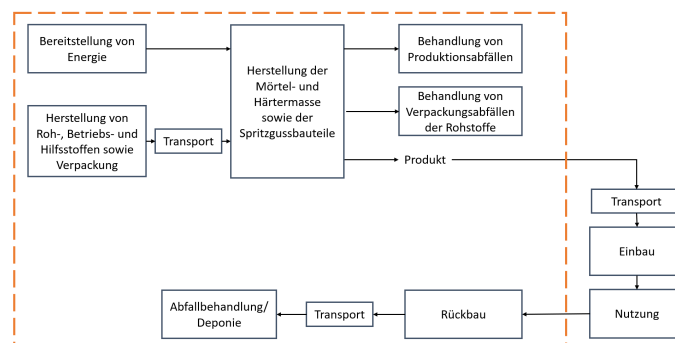 Bereitstellung von
Energie
Herstellung von
Roh-, Betriebs- und
Hilfsstoffen sowie
Verpackung
Transport
Herstellung der
Mörtel- und
Härtermasse
sowie der
Spritzgussbauteile
Behandlung von
Produktionsabfällen
Behandlung von
Verpackungsabfällen
der Rohstoffe
Produkt
Transport
Einbau
Nutzung
Rückbau
Transport
Abfallbehandlung/
Deponie